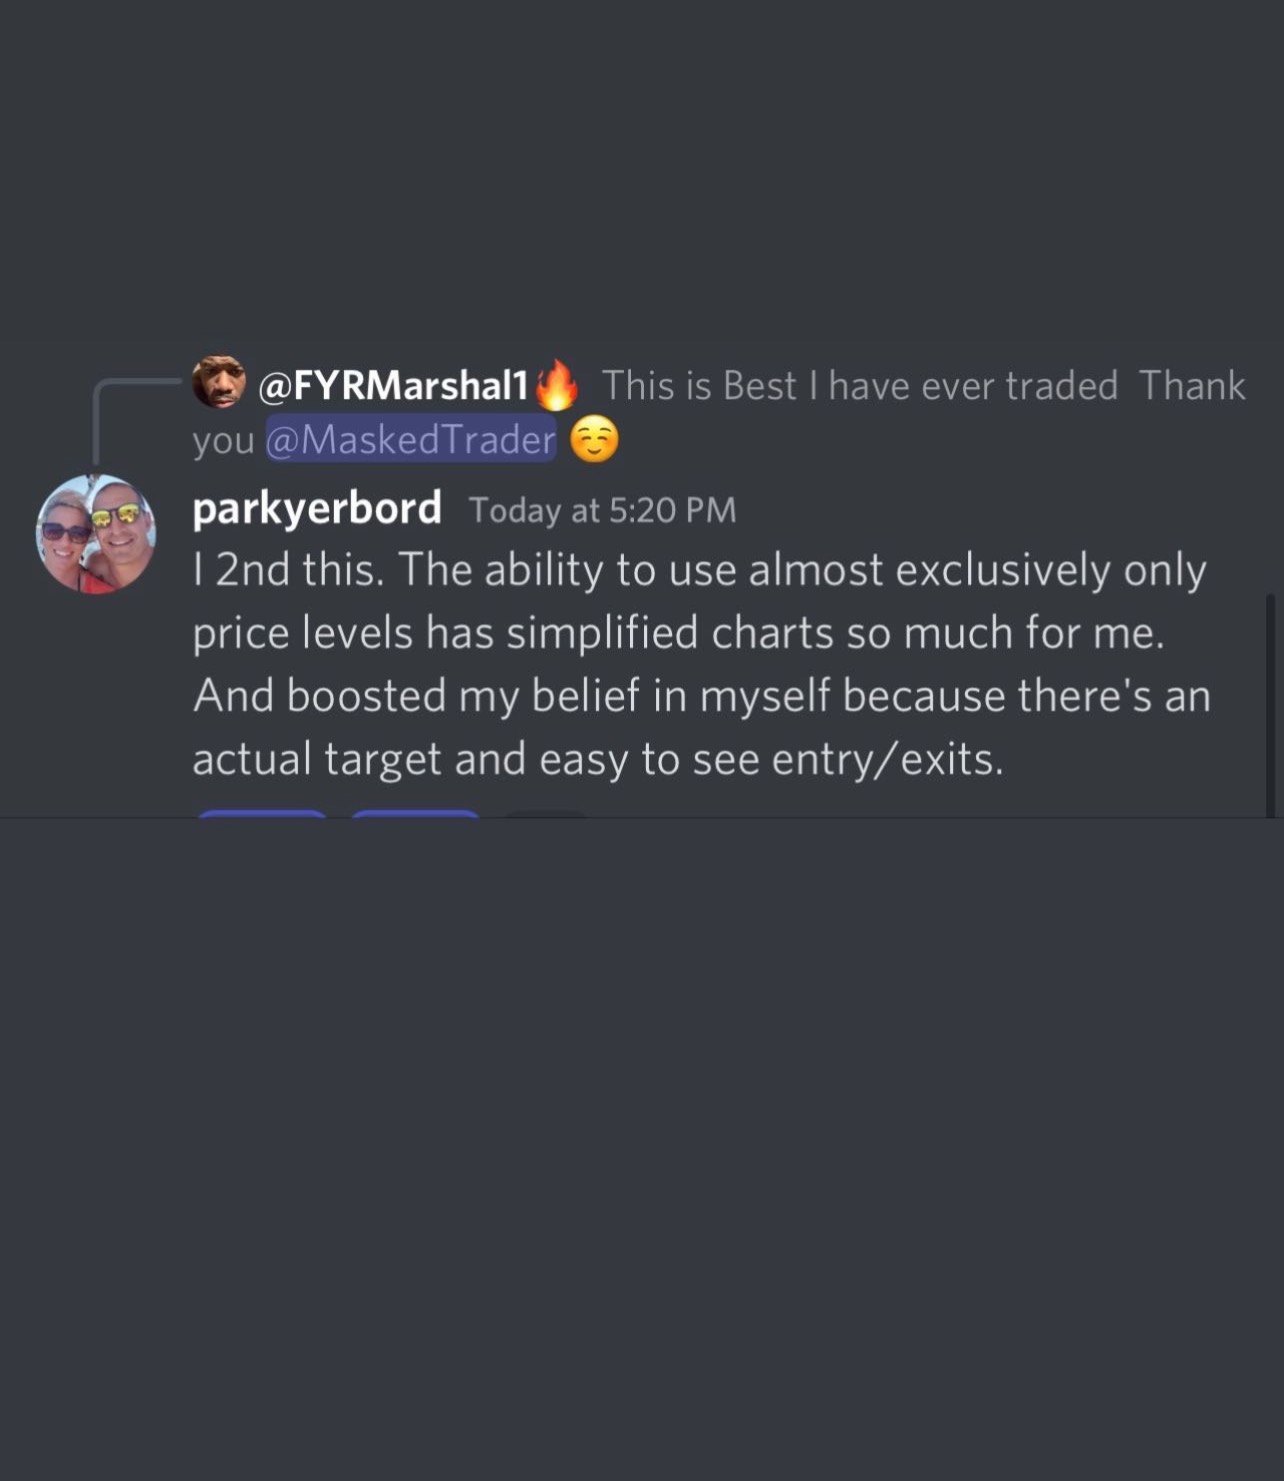 @FYRMarshal1🔥 This is Best I have ever traded Thank
you @MaskedTrader ☺️
parkyerbord Today at 5:20 PM
I 2nd this. The ability to use almost exclusively only
price levels has simplified charts so much for me.
And boosted my belief in myself because there's an
actual target and easy to see entry/exits.